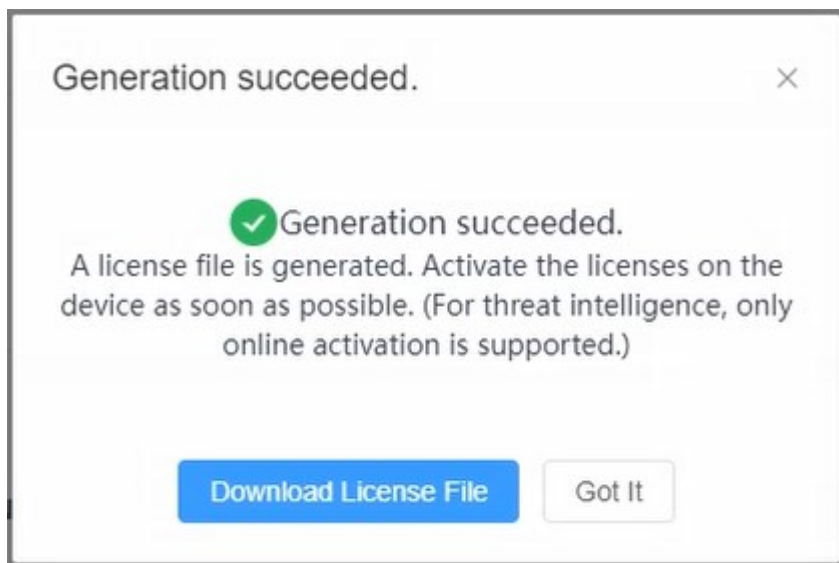 Generation succeeded.
Generation succeeded.
A license file is generated. Activate the licenses on the
device as soon as possible. (For threat intelligence, only
online activation is supported.)
Download License File
Got It